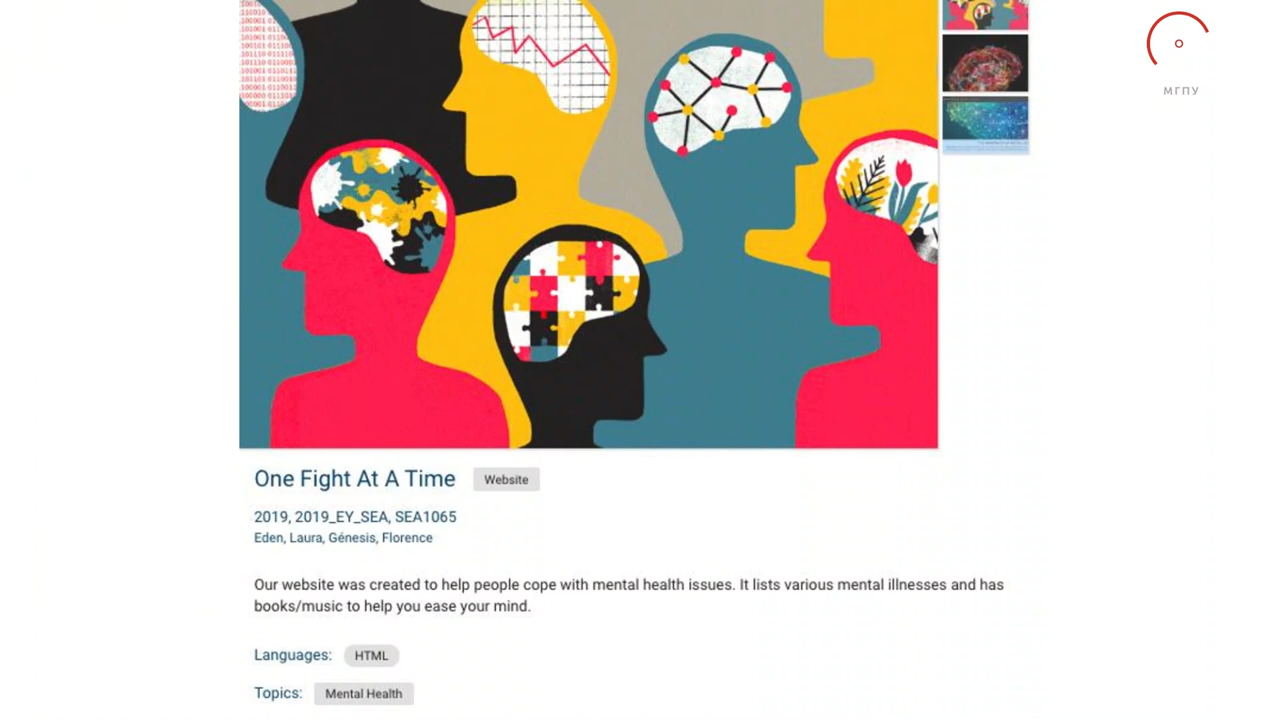 МГПУ
One Fight At A Time
Website
2019, 2019_EY_SEA, SEA1065
Eden, Laura, Génesis, Florence
Our website was created to help people cope with mental health issues. It lists various mental illnesses and has
books/music to help you ease your mind.
Languages: HTML
Topics: Mental Health